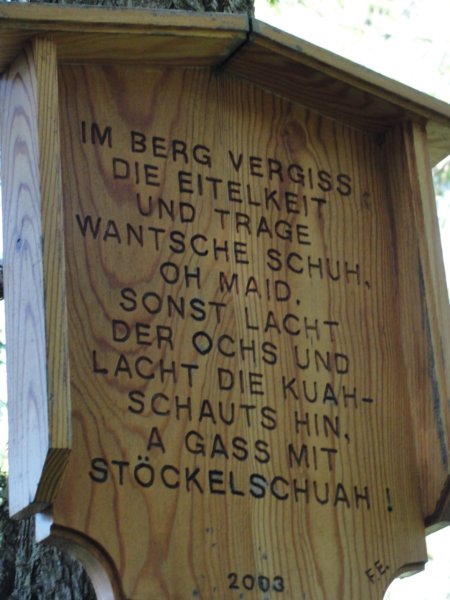 IM BERG VERGISS
DIE EITELKEIT
UND TRAGE
WANTSCHE SCHUH,
OH MAID.
SONST LACHT
DER OCHS UND
LACHT DIE KUAH-
SCHAUTS HIN,
A GASS MIT
STÖCKELSCHUAH !
2003
F.E.